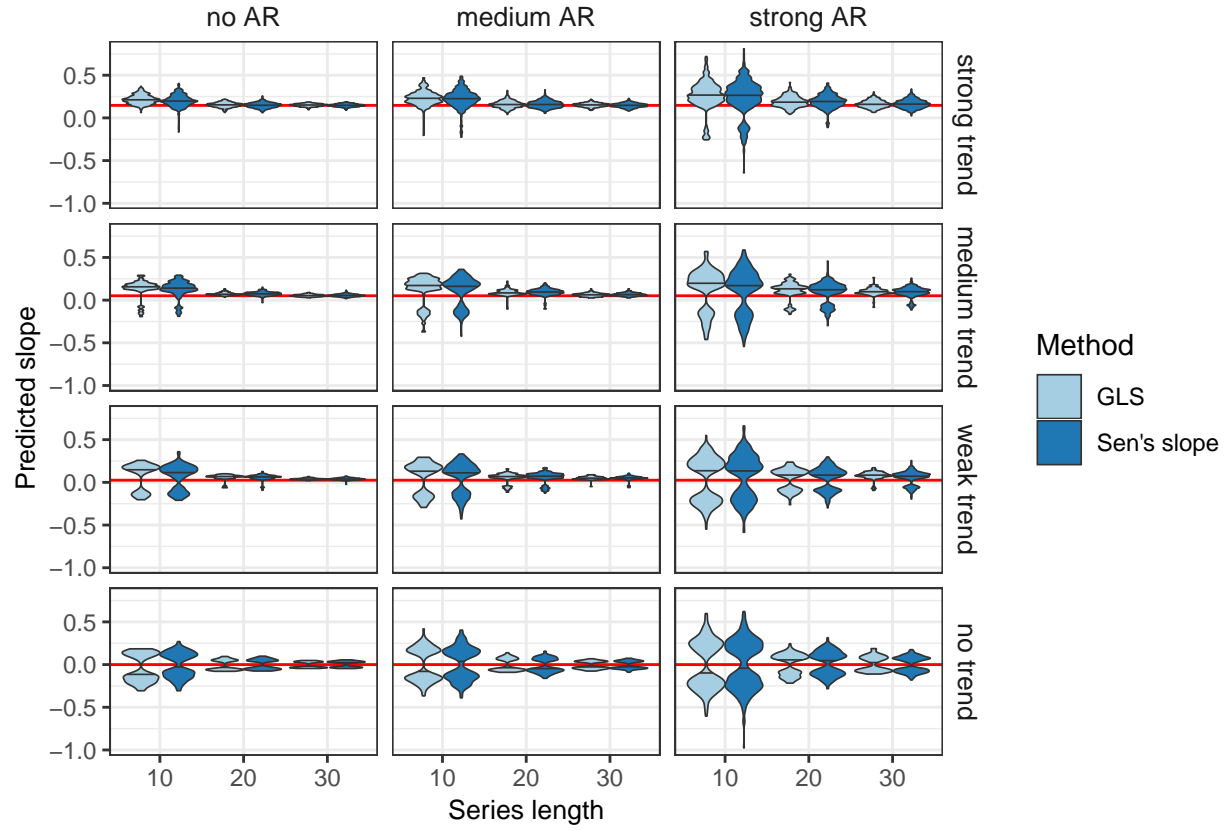 no AR medium AR strong AR
0.5
0.0
−0.5
−1.0
strong trend
0.5
0.0
−0.5
−1.0
medium trend
0.5
0.0
−0.5
−1.0
weak trend
0.5
0.0
−0.5
−1.0
no trend
10 20 30 10 20 30 10 20 30
Series length
Predicted slope
Method
GLS
Sen's slope